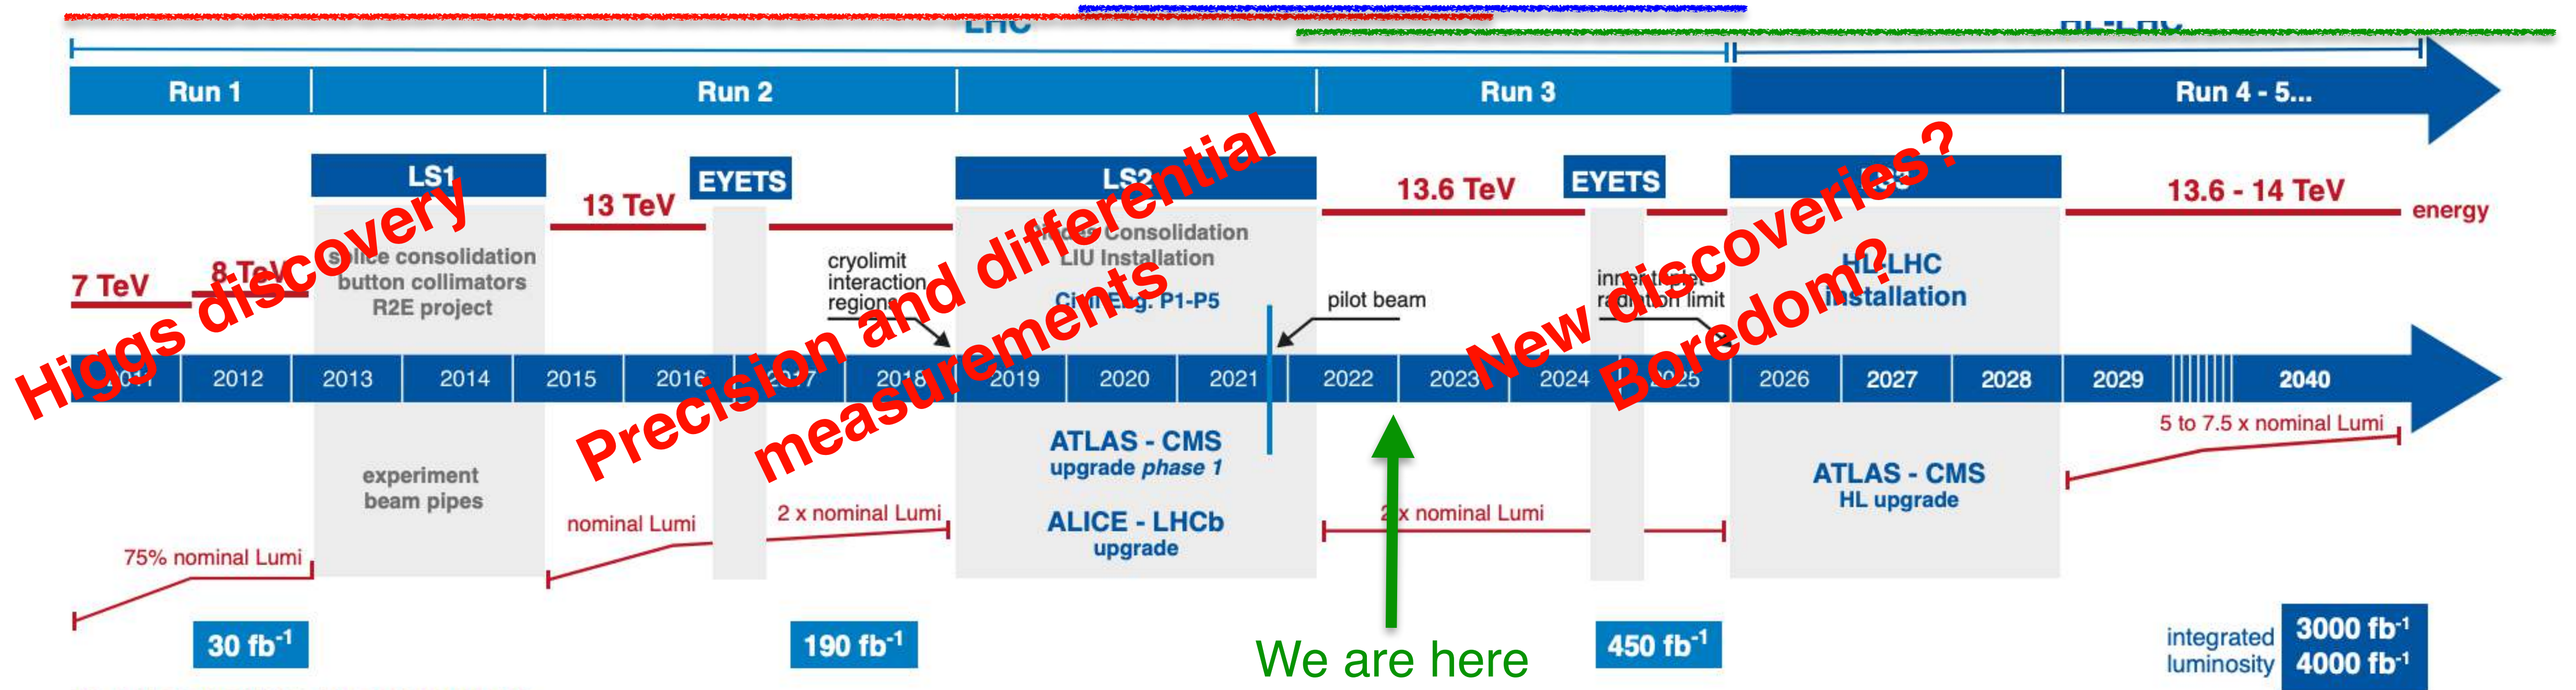 LHC
HL-LHC
Run 1
Run 2
Run 3
Run 4 - 5...
LS1
EYETS
LS2
EYETS
13 TeV
13.6 TeV
13.6 - 14 TeV
energy
7 TeV
8 TeV
splice consolidation
button collimators
R2E project
cryolimit
interaction
regions
Consolidation
LIU Installation
Civil Eng. P1-P5
pilot beam
inner triplet
radiation limit
HL-LHC
installation
Higgs discovery
Precision and differential
measurements
New discoveries?
Boredom?
2011
2012
2013
2014
2015
2016
2017
2018
2019
2020
2021
2022
2023
2024
2025
2026
2027
2028
2029
2040
experiment
beam pipes
ATLAS - CMS
upgrade phase 1
ALICE - LHCb
upgrade
ATLAS - CMS
HL upgrade
75% nominal Lumi
nominal Lumi
2 x nominal Lumi
2 x nominal Lumi
5 to 7.5 x nominal Lumi
30 fb-1
190 fb-1
We are here
450 fb-1
integrated
luminosity
3000 fb-1
4000 fb-1